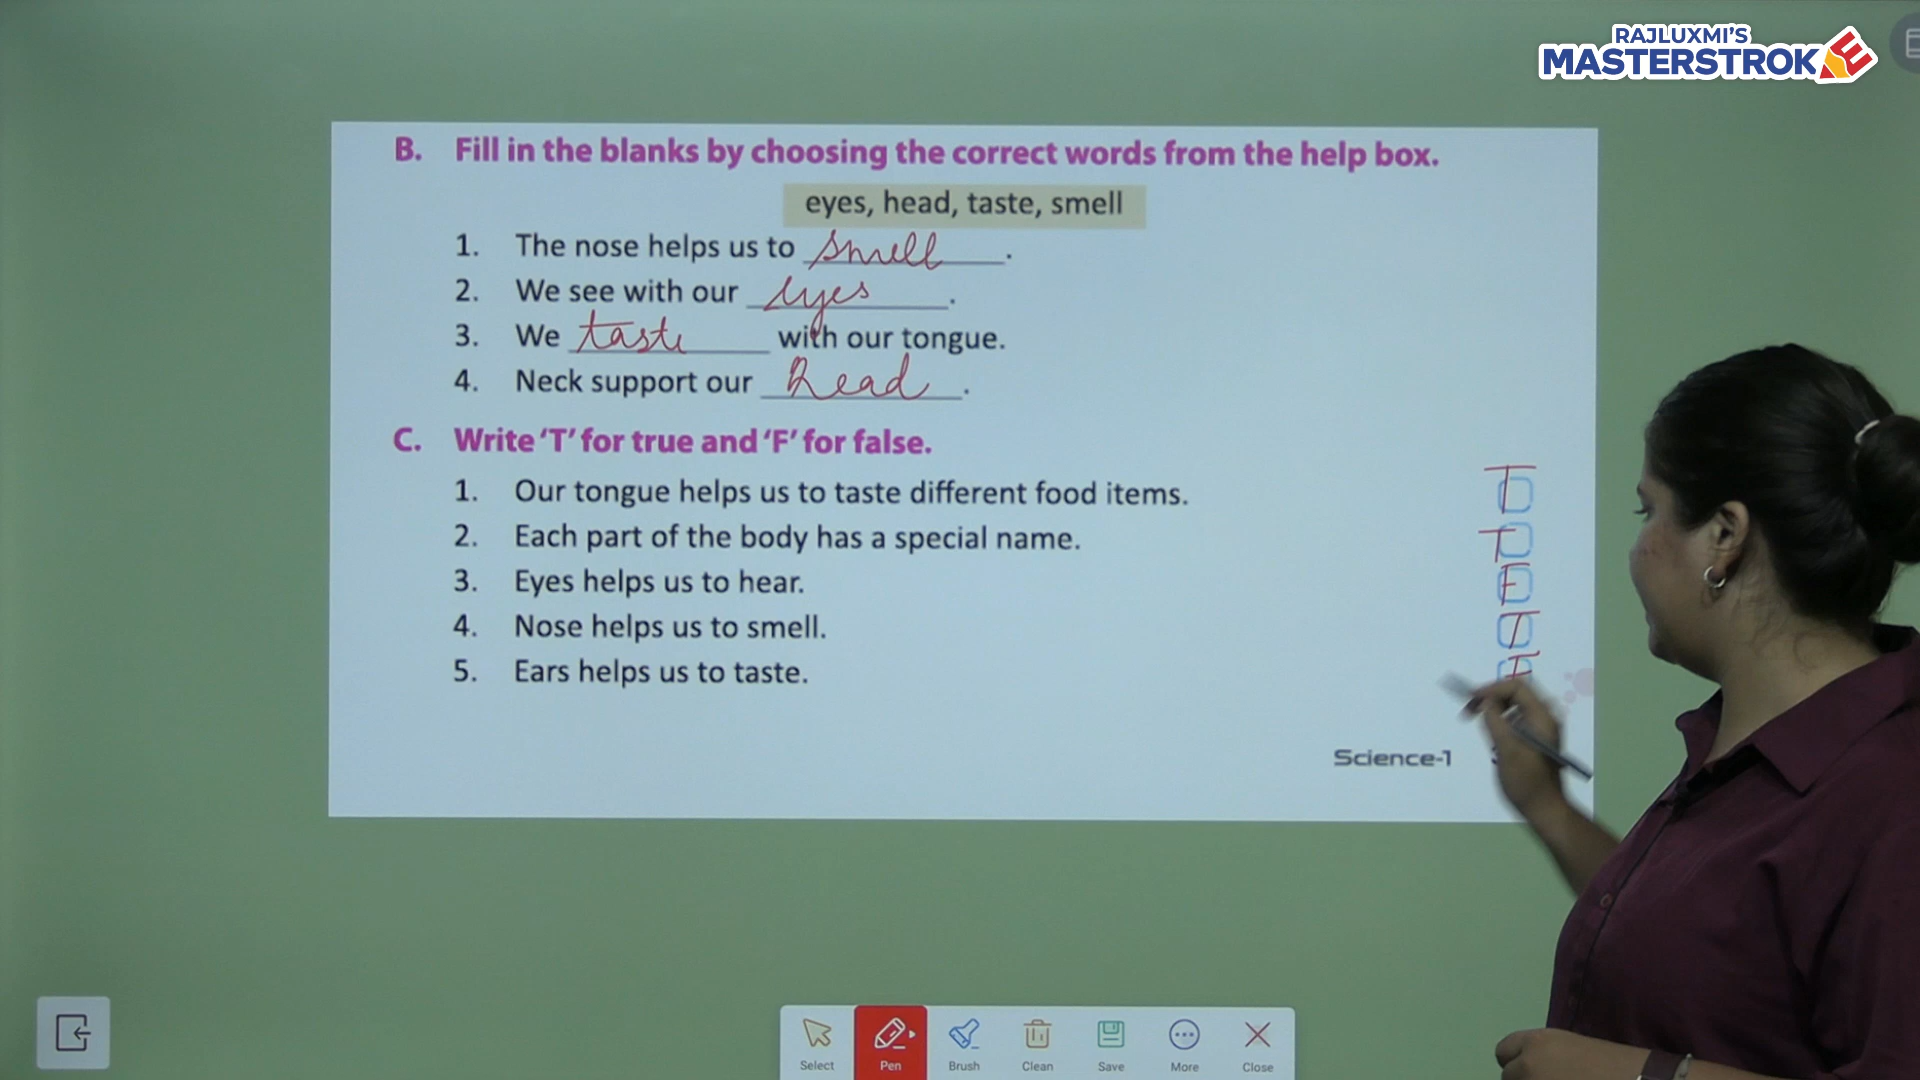 RAJLUXMI'S
MASTERSTROKE
B. Fill in the blanks by choosing the correct words from the help box.
eyes, head, taste, smell
1. The nose helps us to smell.
2. We see with our eyes.
3. We taste with our tongue.
4. Neck support our head.
C. Write 'T' for true and 'F' for false.
1. Our tongue helps us to taste different food items. T
2. Each part of the body has a special name. T
3. Eyes helps us to hear. F
4. Nose helps us to smell. T
5. Ears helps us to taste. F
Science-1
Select Pen Brush Clean Save More Close